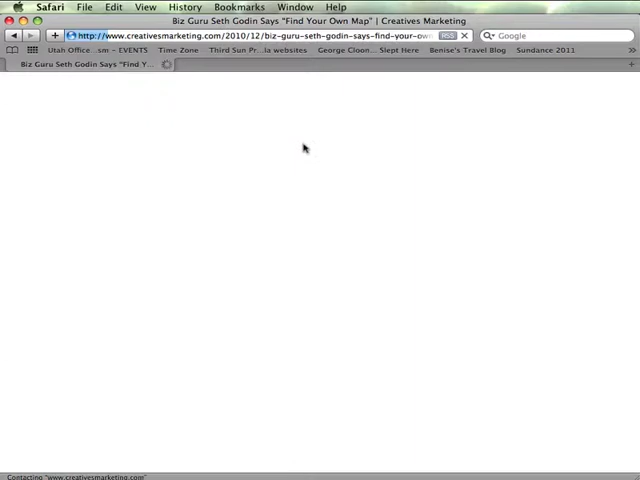 Safari File Edit View History Bookmarks Window Help
Biz Guru Seth Godin Says "Find Your Own Map" | Creatives Marketing
http://www.creativesmarketing.com/2010/12/biz-guru-seth-godin-says-find-your-own RSS Google
Utah Office ...sm - EVENTS Time Zone Third Sun Pr...la websites George Cloon... Slept Here Benise's Travel Blog Sundance 2011
Biz Guru Seth Godin Says "Find Y...
Contacting "www.creativesmarketing.com"